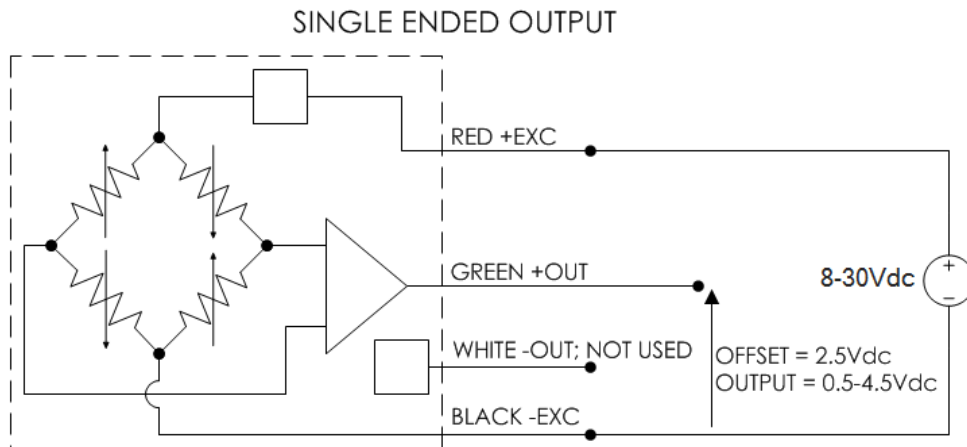 SINGLE ENDED OUTPUT
RED +EXC
GREEN +OUT
8-30Vdc
+
−
WHITE -OUT; NOT USED
OFFSET = 2.5Vdc
OUTPUT = 0.5-4.5Vdc
BLACK -EXC